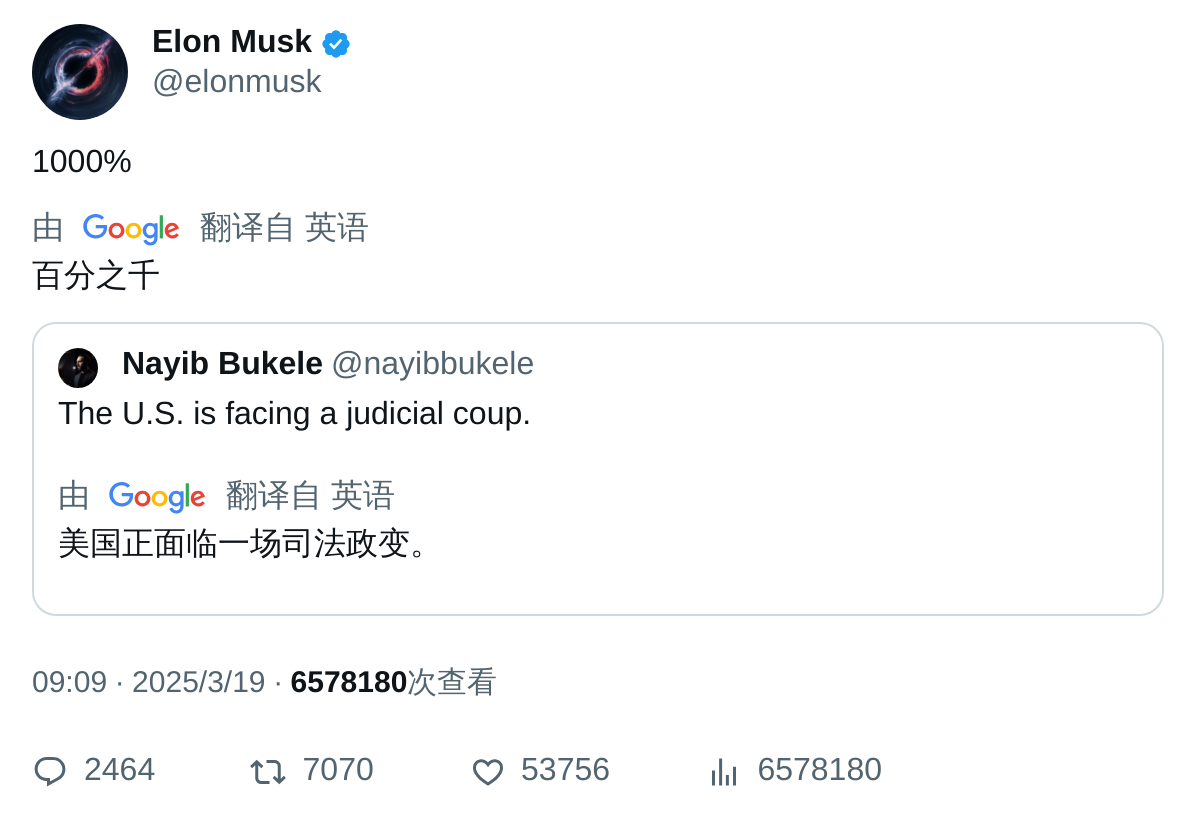 Elon Musk
@elonmusk
1000%
由 Google 翻译自 英语
百分之千
Nayib Bukele @nayibbukele
The U.S. is facing a judicial coup.
由 Google 翻译自 英语
美国正面临一场司法政变。
09:09 · 2025/3/19 · 6578180次查看
2464 7070 53756 6578180